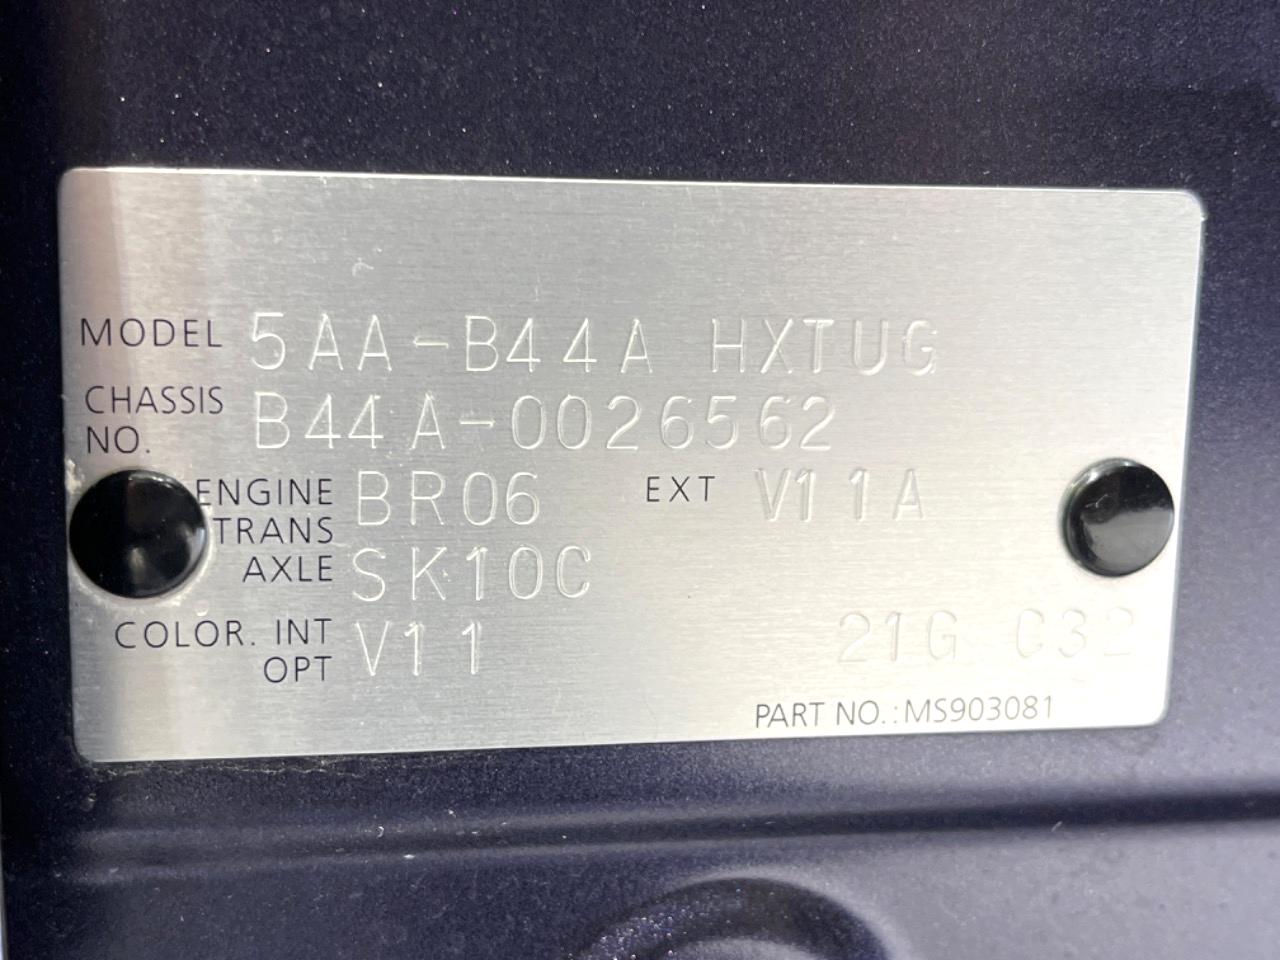 MODEL 5AA-B44A HXTUG
CHASSIS NO. B44A-0026562
ENGINE BR06 EXT V11A
TRANS AXLE SK10C
COLOR. INT V11 21G C32
OPT
PART NO.:MS903081